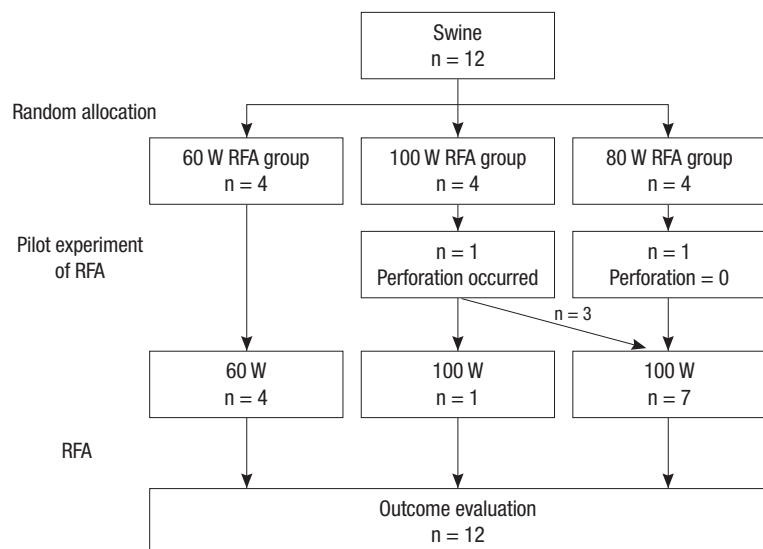 Swine
n = 12
Random allocation
60 W RFA group
n = 4
100 W RFA group
n = 4
80 W RFA group
n = 4
Pilot experiment
of RFA
n = 1
Perforation occurred
n = 1
Perforation = 0
n = 3
60 W
n = 4
100 W
n = 1
100 W
n = 7
RFA
Outcome evaluation
n = 12